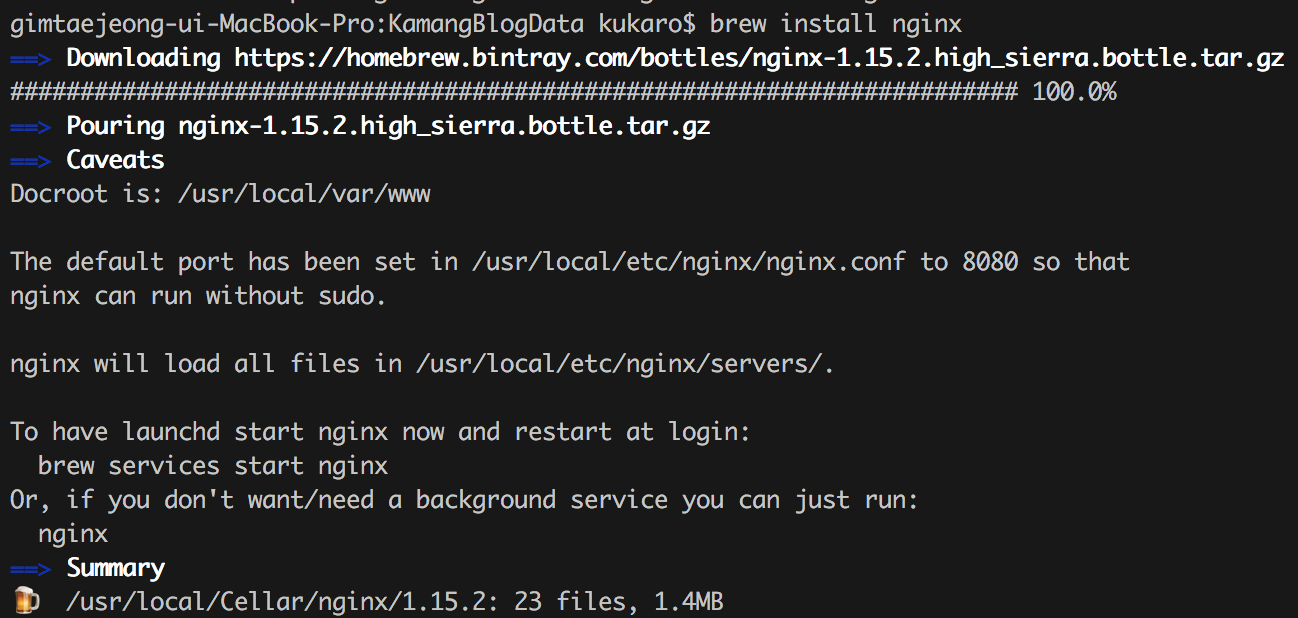 gimtaejeong-ui-MacBook-Pro:KamangBlogData kukaro$ brew install nginx
==> Downloading https://homebrew.bintray.com/bottles/nginx-1.15.2.high_sierra.bottle.tar.gz
######################################################################## 100.0%
==> Pouring nginx-1.15.2.high_sierra.bottle.tar.gz
==> Caveats
Docroot is: /usr/local/var/www
The default port has been set in /usr/local/etc/nginx/nginx.conf to 8080 so that
nginx can run without sudo.
nginx will load all files in /usr/local/etc/nginx/servers/.
To have launchd start nginx now and restart at login:
  brew services start nginx
Or, if you don't want/need a background service you can just run:
  nginx
==> Summary
🍺  /usr/local/Cellar/nginx/1.15.2: 23 files, 1.4MB